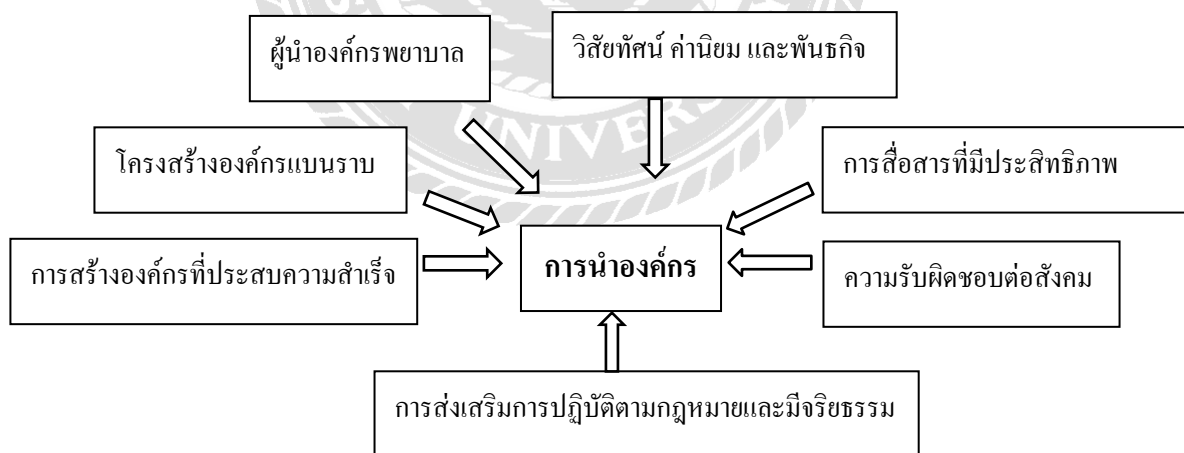 ผู้นำองค์กรพยาบาล
วิสัยทัศน์ ค่านิยม และพันธกิจ
UNIVERS
โครงสร้างองค์กรแบนราบ
การสื่อสารที่มีประสิทธิภาพ
การสร้างองค์กรที่ประสบความสำเร็จ
การนำองค์กร
ความรับผิดชอบต่อสังคม
การส่งเสริมการปฏิบัติตามกฎหมายและมีจริยธรรม